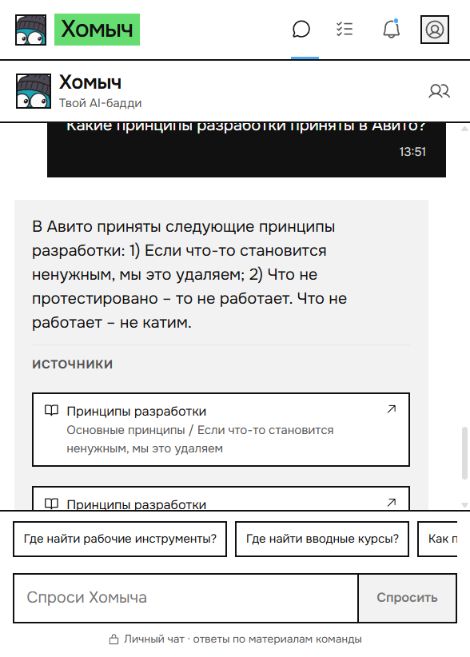 Хомыч
Хомыч
Твой AI-бадди
Какие принципы разработки приняты в Авито?
13:51
В Авито приняты следующие принципы
разработки: 1) Если что-то становится
ненужным, мы это удаляем; 2) Что не
протестировано – то не работает. Что не
работает – не катим.
ИСТОЧНИКИ
Принципы разработки
Основные принципы / Если что-то становится
ненужным, мы это удаляем
Принципы разработки
Где найти рабочие инструменты?
Где найти вводные курсы?
Как п
Спроси Хомыча
Спросить
Личный чат · ответы по материалам команды